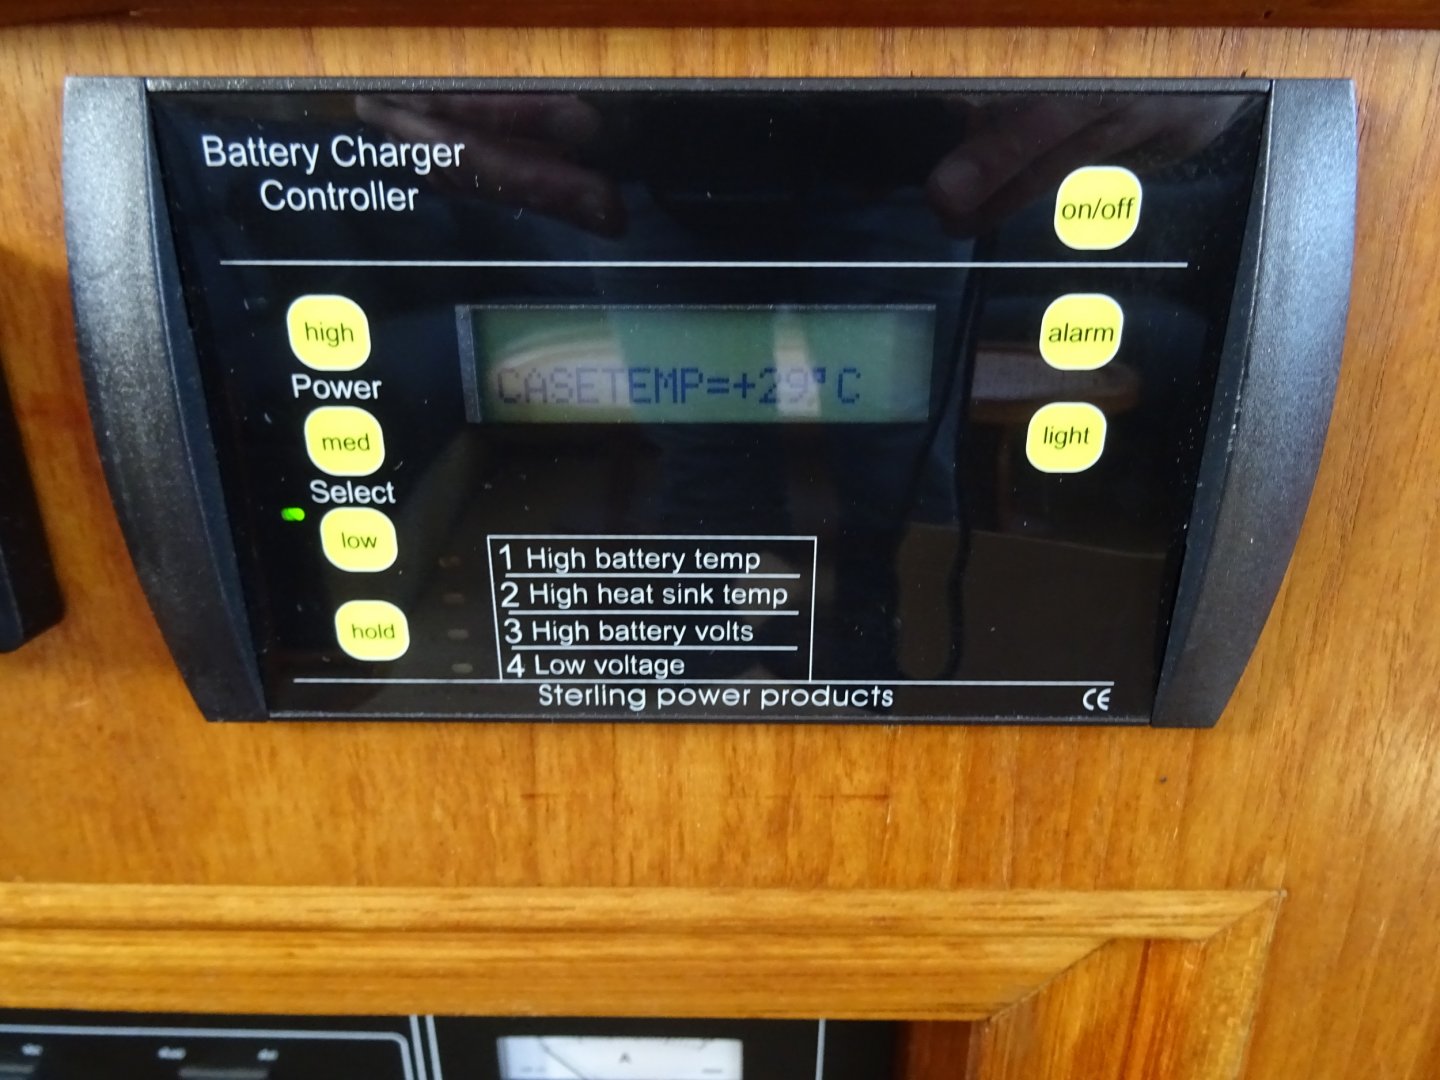 Battery Charger
Controller
on/off
high
Power
med
Select
low
hold
CASETEMP=+29°C
alarm
light
1 High battery temp
2 High heat sink temp
3 High battery volts
4 Low voltage
Sterling power products
CE
A